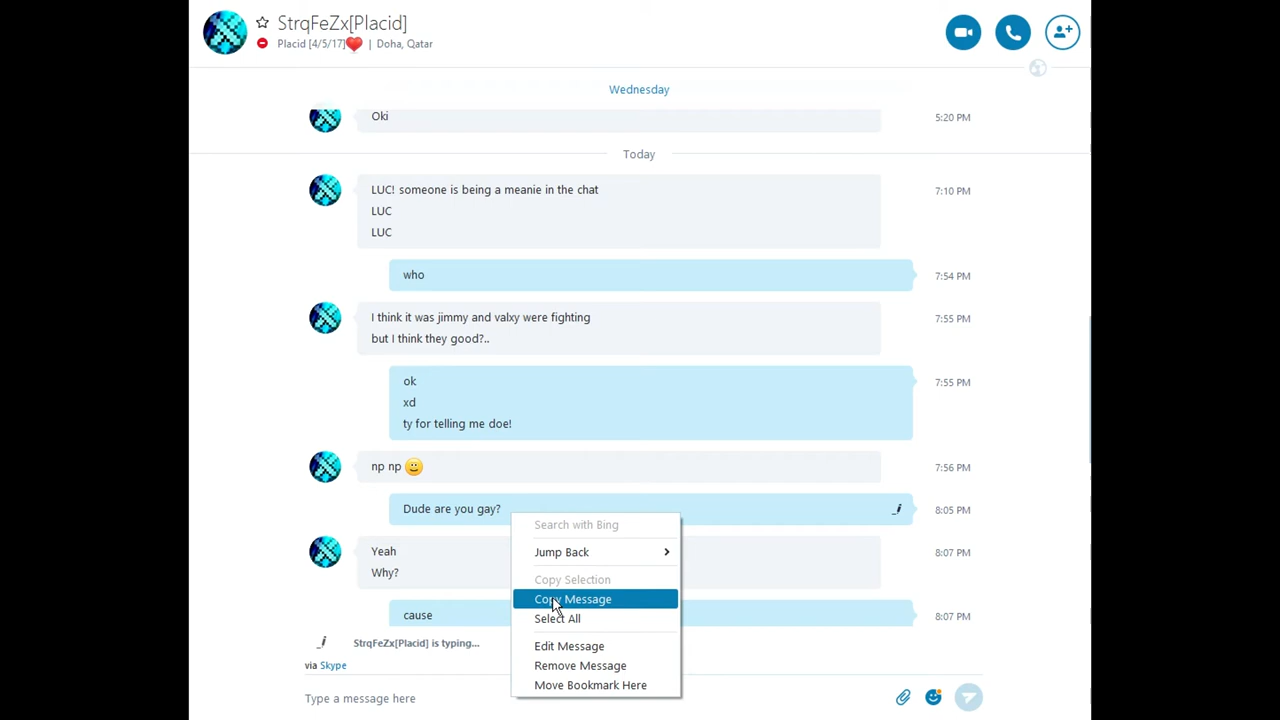 StrqFeZx[Placid]
Placid [4/5/17] | Doha, Qatar
Wednesday
Oki
5:20 PM
Today
LUC! someone is being a meanie in the chat
7:10 PM
LUC
LUC
who
7:54 PM
I think it was jimmy and valxy were fighting
7:55 PM
but I think they good?..
ok
7:55 PM
xd
ty for telling me doe!
np np
7:56 PM
Dude are you gay?
8:05 PM
Search with Bing
Yeah
Jump Back
8:07 PM
Why?
Copy Selection
Copy Message
cause
Select All
8:07 PM
StrqFeZx[Placid] is typing...
Edit Message
via Skype
Remove Message
Move Bookmark Here
Type a message here